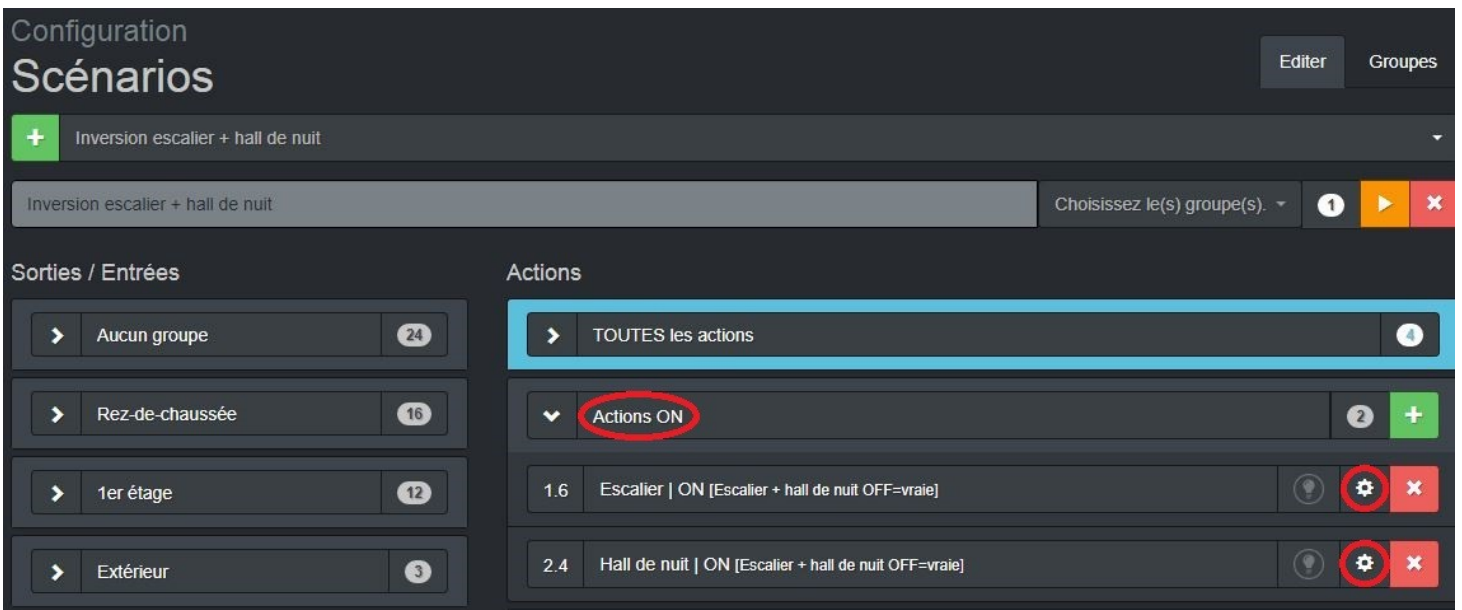 Configuration
Scénarios
Editer
Groupes
Inversion escalier + hall de nuit
Inversion escalier + hall de nuit
Choisissez le(s) groupe(s).
1
Sorties / Entrées
Actions
Aucun groupe
24
TOUTES les actions
4
Rez-de-chaussée
16
Actions ON
2
1er étage
12
1.6
Escalier | ON [Escalier + hall de nuit OFF=vraie]
Extérieur
3
2.4
Hall de nuit | ON [Escalier + hall de nuit OFF=vraie]